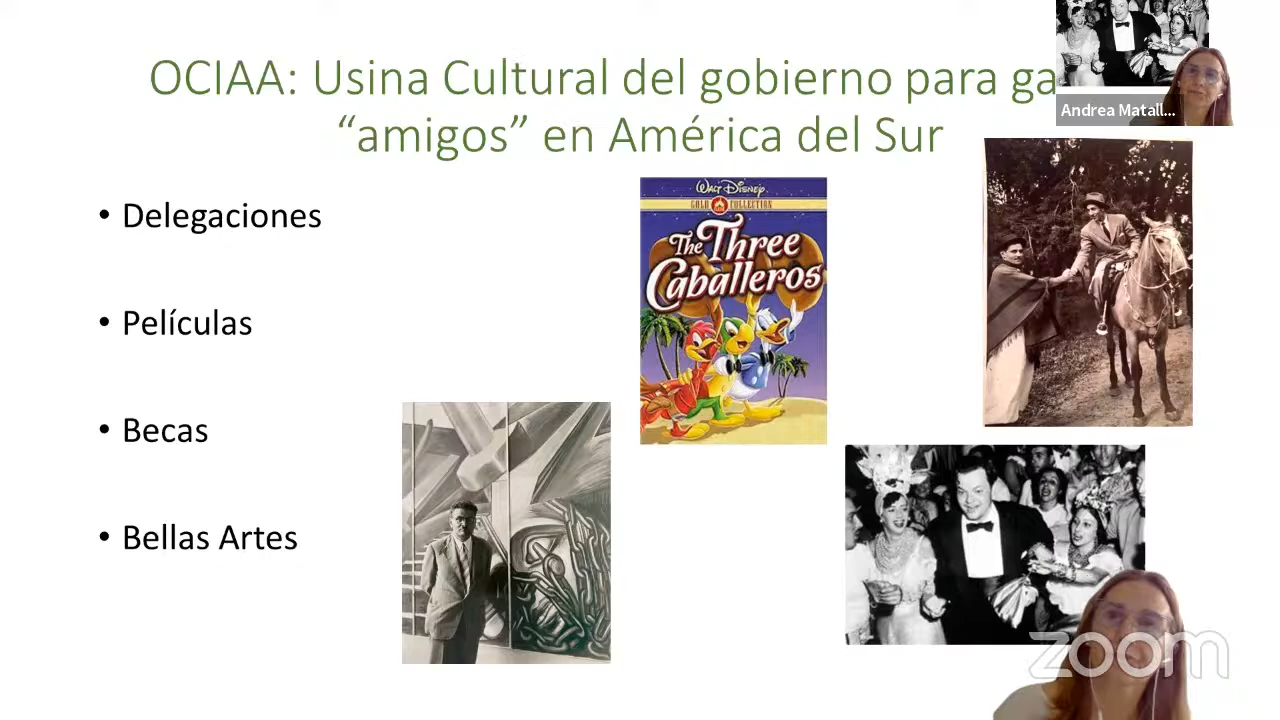 OCIAA: Usina Cultural del gobierno para ga
“amigos” en América del Sur
Andrea Matall...
• Delegaciones
• Películas
• Becas
• Bellas Artes
WALT DISNEY
GOLD COLLECTION
The Three
Caballeros
zoom